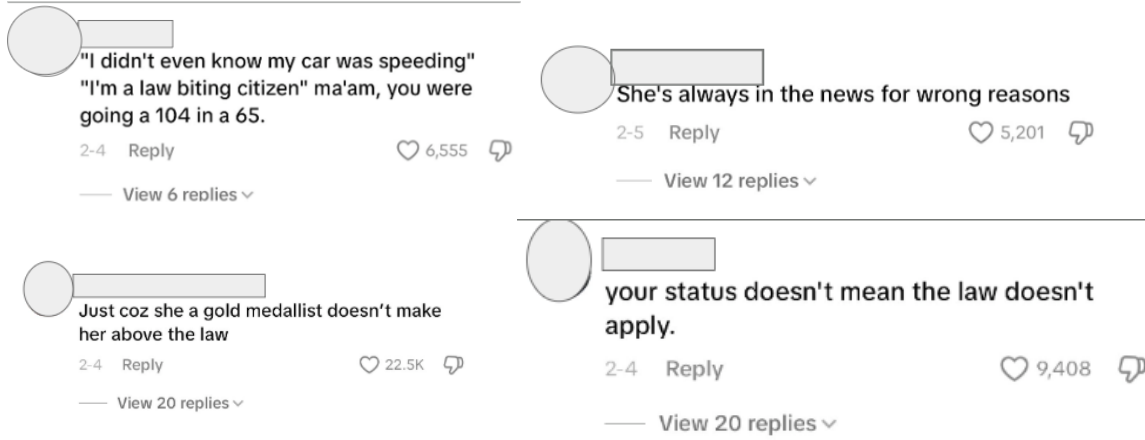 "I didn't even know my car was speeding"
"I'm a law biting citizen" ma'am, you were
going a 104 in a 65.
2-4 Reply 6,555
View 6 replies
She's always in the news for wrong reasons
2-5 Reply 5,201
View 12 replies
Just coz she a gold medallist doesn’t make
her above the law
2-4 Reply 22.5K
View 20 replies
your status doesn't mean the law doesn't
apply.
2-4 Reply 9,408
View 20 replies